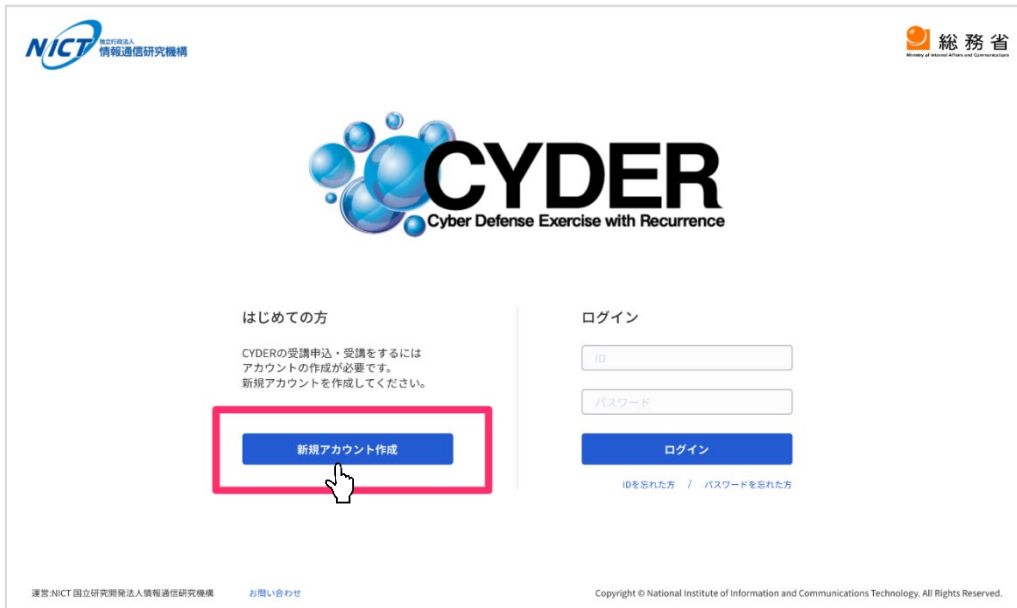 NICT
独立行政法人
情報通信研究機構
総務省
Ministry of Internal Affairs and Communications
CYDER
Cyber Defense Exercise with Recurrence
はじめての方
CYDERの受講申込・受講をするには
アカウントの作成が必要です。
新規アカウントを作成してください。
新規アカウント作成
ログイン
ID
パスワード
ログイン
IDを忘れた方 / パスワードを忘れた方
運営:NICT 国立研究開発法人情報通信研究機構 お問い合わせ
Copyright © National Institute of Information and Communications Technology. All Rights Reserved.